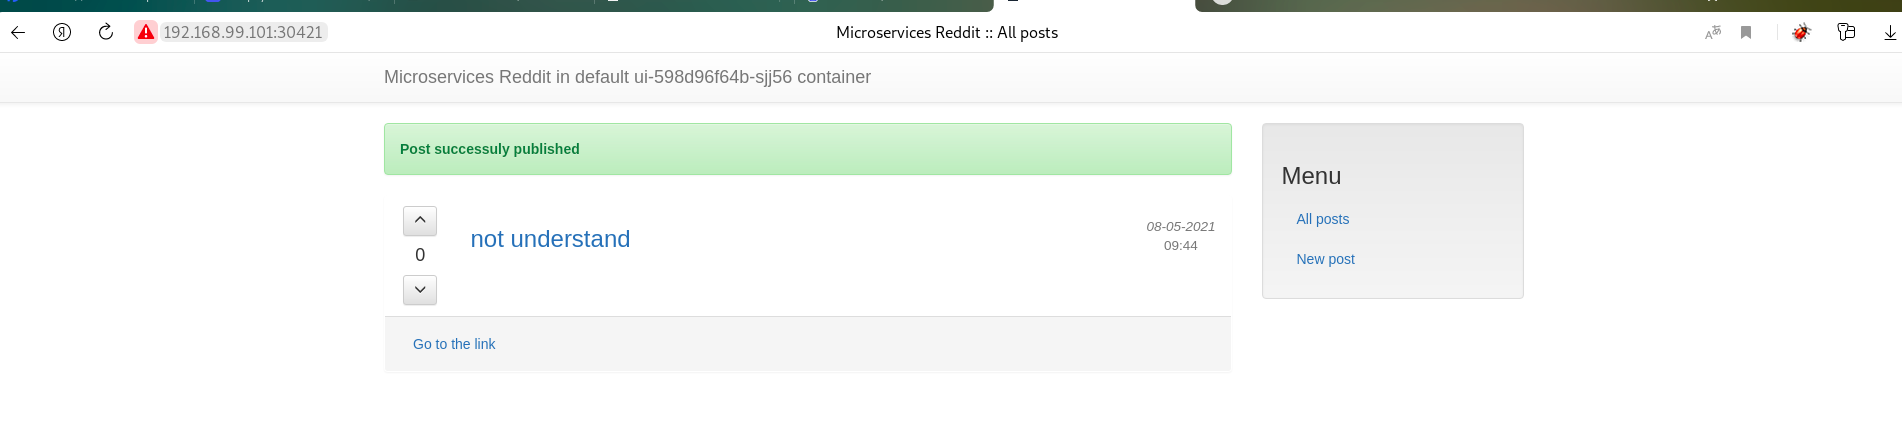 192.168.99.101:30421
Microservices Reddit :: All posts
Microservices Reddit in default ui-598d96f64b-sjj56 container
Post successuly published
0
not understand
08-05-2021
09:44
Go to the link
Menu
All posts
New post